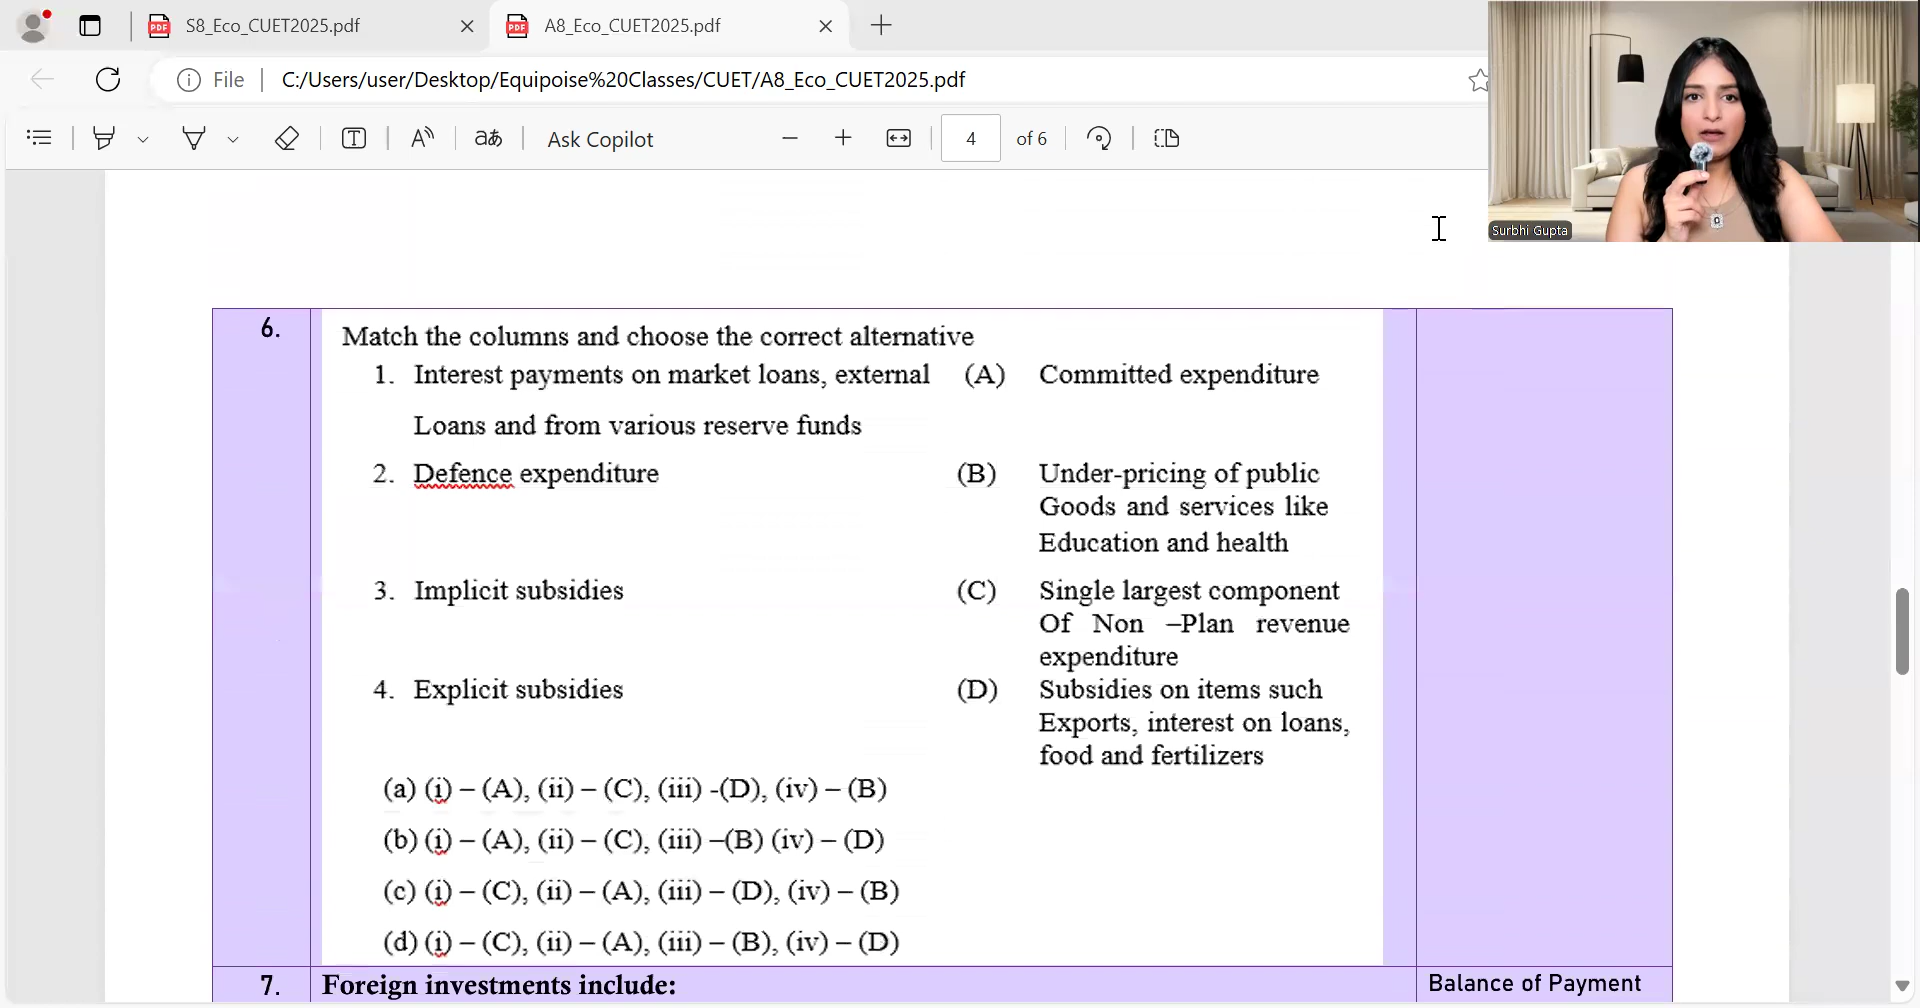 S8_Eco_CUET2025.pdf
A8_Eco_CUET2025.pdf
File
C:/Users/user/Desktop/Equipoise%20Classes/CUET/A8_Eco_CUET2025.pdf
Ask Copilot
4 of 6
Surbhi Gupta
6.
Match the columns and choose the correct alternative
1. Interest payments on market loans, external (A) Committed expenditure
Loans and from various reserve funds
2. Defence expenditure (B) Under-pricing of public
Goods and services like
Education and health
3. Implicit subsidies (C) Single largest component
Of Non –Plan revenue
expenditure
4. Explicit subsidies (D) Subsidies on items such
Exports, interest on loans,
food and fertilizers
(a) (i) – (A), (ii) – (C), (iii) -(D), (iv) – (B)
(b) (i) – (A), (ii) – (C), (iii) –(B) (iv) – (D)
(c) (i) – (C), (ii) – (A), (iii) – (D), (iv) – (B)
(d) (i) – (C), (ii) – (A), (iii) – (B), (iv) – (D)
7. Foreign investments include: Balance of Payment